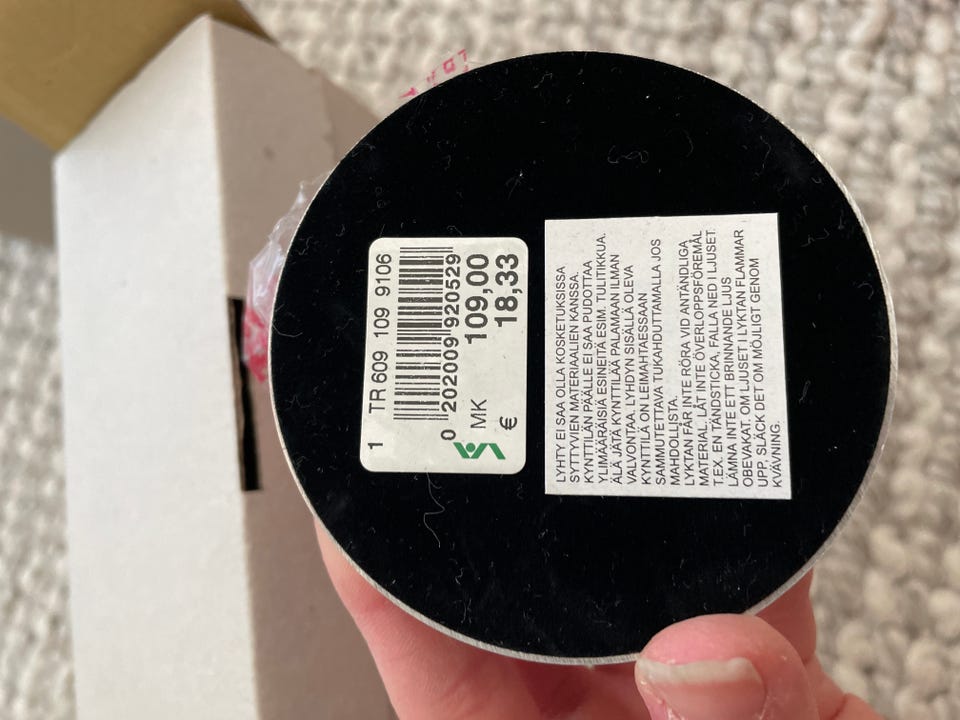 1 TR 609 109 9106
0 202009 920529
MK 109,00
€ 18,33
LYHTY EI SAA OLLA KOSKETUKSISSA
SYTTYVIEN MATERIAALIEN KANSSA.
KYNTTILÄN PÄÄLLE EI SAA PUDOTTAA
YLIMÄÄRÄISIÄ ESINEITÄ ESIM. TULITIKKUA.
ÄLÄ JÄTÄ KYNTTILÄÄ PALAMAAN ILMAN
VALVONTAA. LYHDYN SISÄLLÄ OLEVA
KYNTTILÄ ON LEIMAHTAESSAAN
SAMMUTETTAVA TUKAHDUTTAMALLA JOS
MAHDOLLISTA.
LYKTAN FÅR INTE RÖRA VID ANTÄNDLIGA
MATERIAL. LÅT INTE ÖVERLOPPSFÖREMÅL
T.EX. EN TÄNDSTICKA, FALLA NED I LJUSET.
LÄMNA INTE ETT BRINNANDE LJUS
OBEVAKAT. OM LJUSET I LYKTAN FLAMMAR
UPP, SLÄCK DET OM MÖJLIGT GENOM
KVÄVNING.